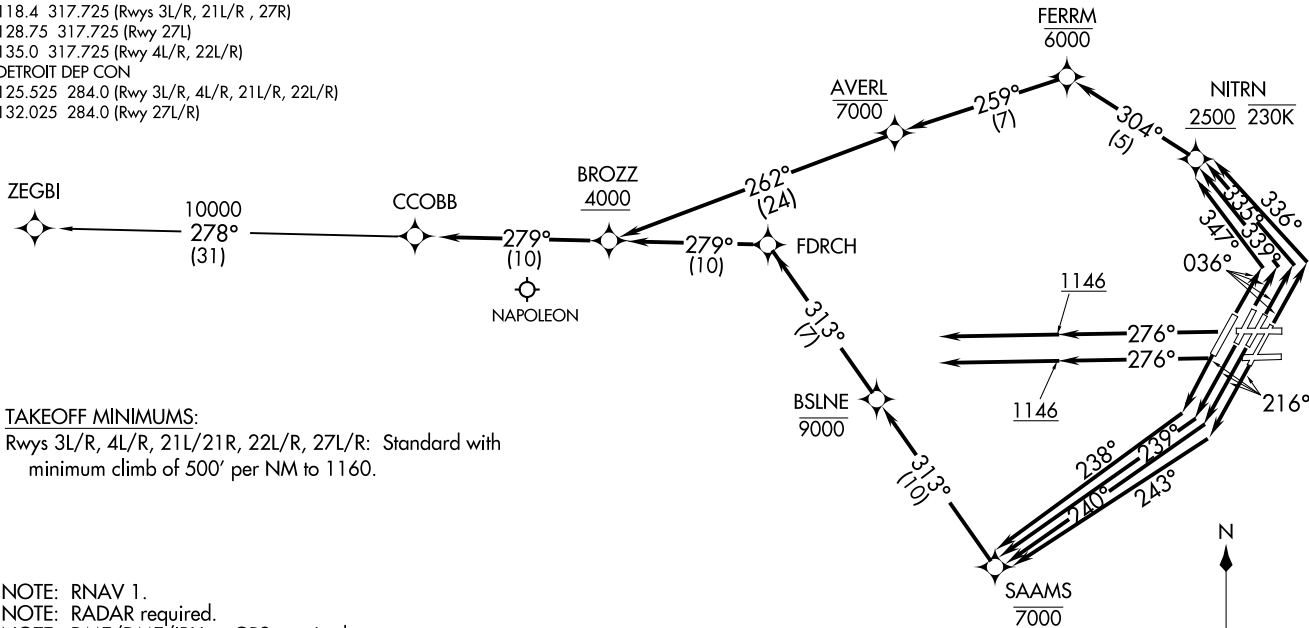 118.4 317.725 (Rwys 3L/R, 21L/R , 27R)
128.75 317.725 (Rwy 27L)
135.0 317.725 (Rwy 4L/R, 22L/R)
DETROIT DEP CON
125.525 284.0 (Rwy 3L/R, 4L/R, 21L/R, 22L/R)
132.025 284.0 (Rwy 27L/R)
FERRM
6000
AVERL
7000
259°
(7)
NITRN
2500 230K
304°
(5)
ZEGBI
10000
278°
(31)
CCOBB
BROZZ
4000
262°
(24)
279°
(10)
279°
(10)
FDRCH
NAPOLEON
335°
336°
339°
347°
036°
1146
276°
276°
1146
216°
313°
(7)
BSLNE
9000
313°
(10)
238°
239°
240°
243°
SAAMS
7000
N
TAKEOFF MINIMUMS:
Rwys 3L/R, 4L/R, 21L/21R, 22L/R, 27L/R: Standard with
minimum climb of 500' per NM to 1160.
NOTE: RNAV 1.
NOTE: RADAR required.